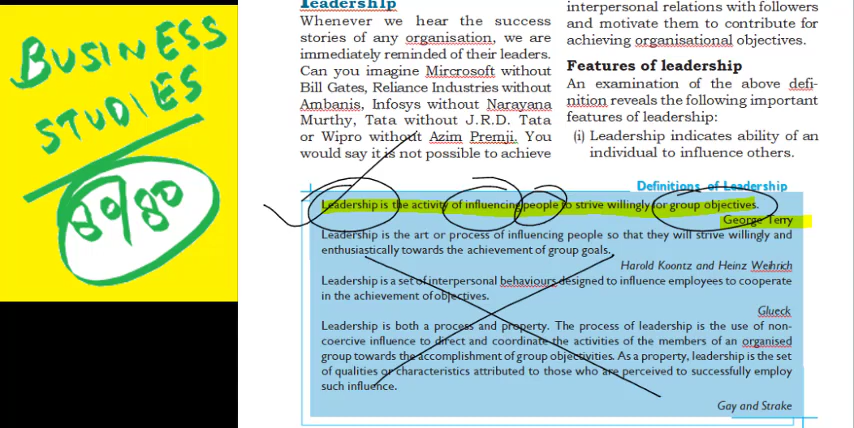 BUSINESS
STUDIES
80/80
leadership
Whenever we hear the success
stories of any organisation, we are
immediately reminded of their leaders.
Can you imagine Mircrosoft without
Bill Gates, Reliance Industries without
Ambanis, Infosys without Narayana
Murthy, Tata without J.R.D. Tata
or Wipro without Azim Premji. You
would say it is not possible to achieve
interpersonal relations with followers
and motivate them to contribute for
achieving organisational objectives.
Features of leadership
An examination of the above defi-
nition reveals the following important
features of leadership:
(i) Leadership indicates ability of an
individual to influence others.
Definitions of Leadership
Leadership is the activity of influencing people to strive willingly for group objectives.
George Terry
Leadership is the art or process of influencing people so that they will strive willingly and
enthusiastically towards the achievement of group goals.
Harold Koontz and Heinz Weihrich
Leadership is a set of interpersonal behaviours designed to influence employees to cooperate
in the achievement of objectives.
Glueck
Leadership is both a process and property. The process of leadership is the use of non-
coercive influence to direct and coordinate the activities of the members of an organised
group towards the accomplishment of group objectivities. As a property, leadership is the set
of qualities or characteristics attributed to those who are perceived to successfully employ
such influence.
Gay and Strake